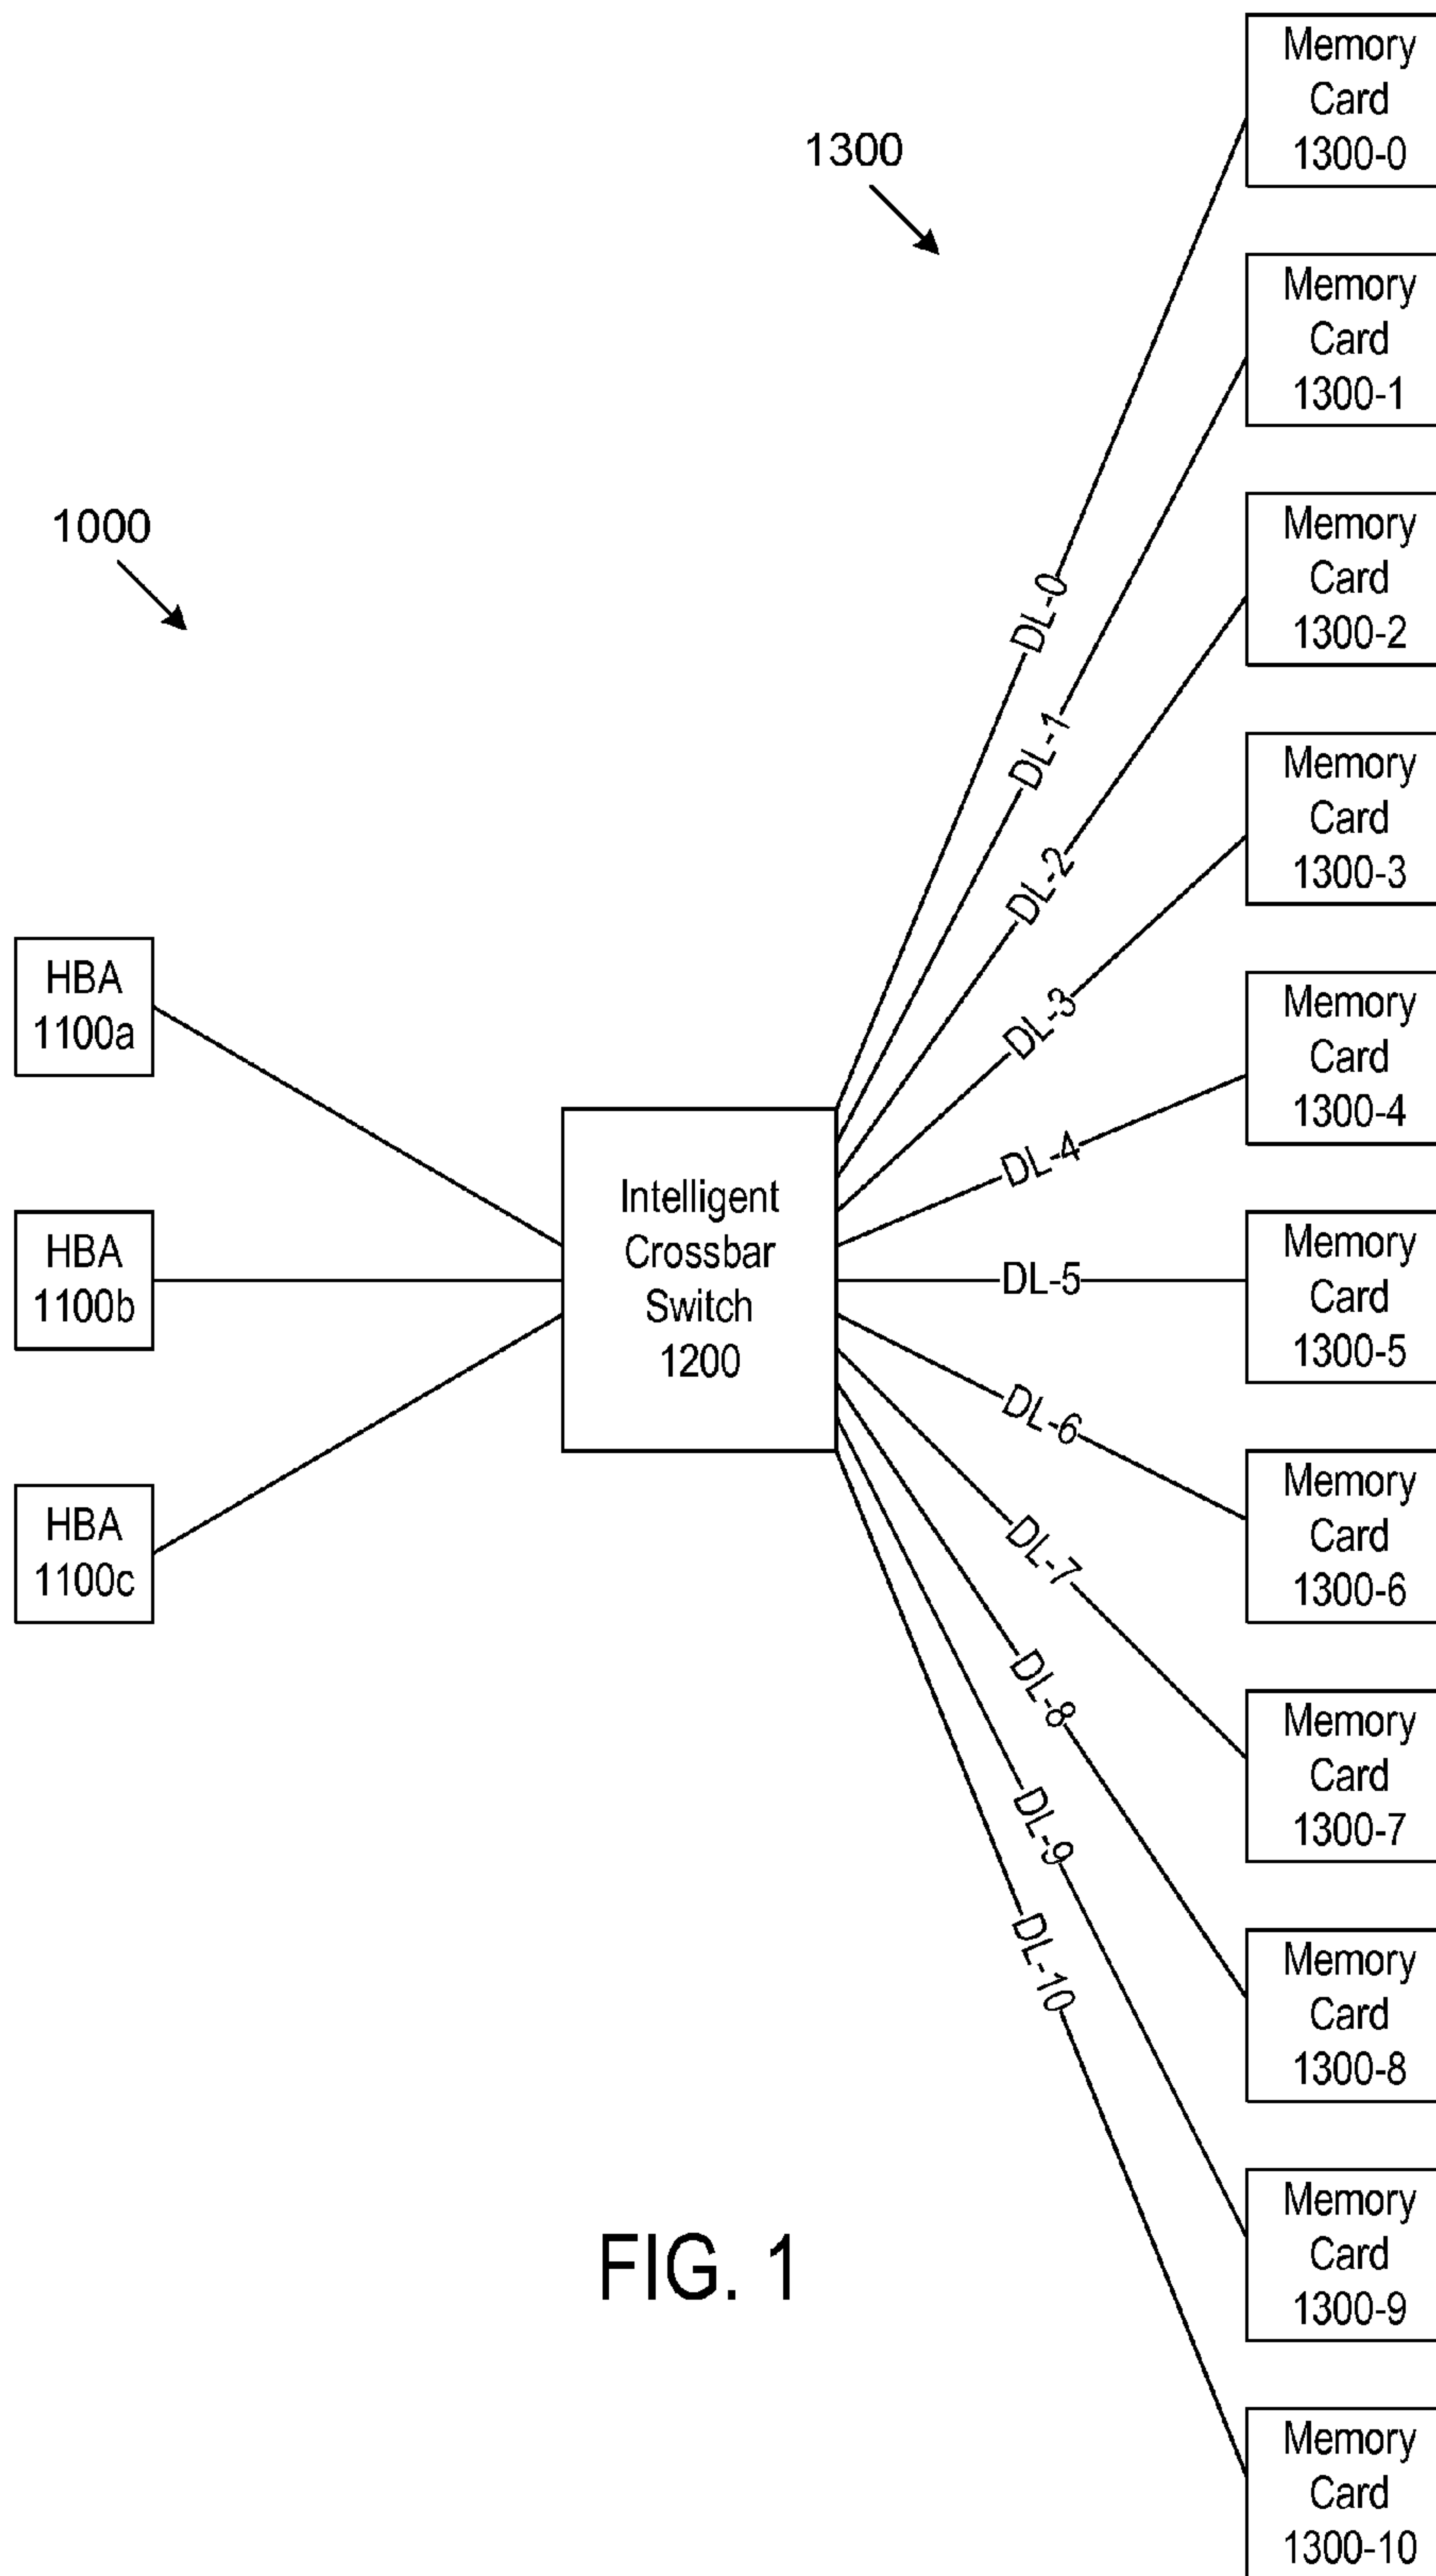 Memory
Card
1300-0
1300
Memory
Card
1300-1
1000
Memory
Card
1300-2
DL-0
DL-1
Memory
Card
1300-3
DL-2
HBA
1100a
DL-3
Memory
Card
1300-4
DL-4
Intelligent
Crossbar
Switch
1200
HBA
1100b
DL-5
Memory
Card
1300-5
DL-6
HBA
1100c
Memory
Card
1300-6
DL-7
DL-8
Memory
Card
1300-7
DL-9
DL-10
Memory
Card
1300-8
FIG. 1
Memory
Card
1300-9
Memory
Card
1300-10